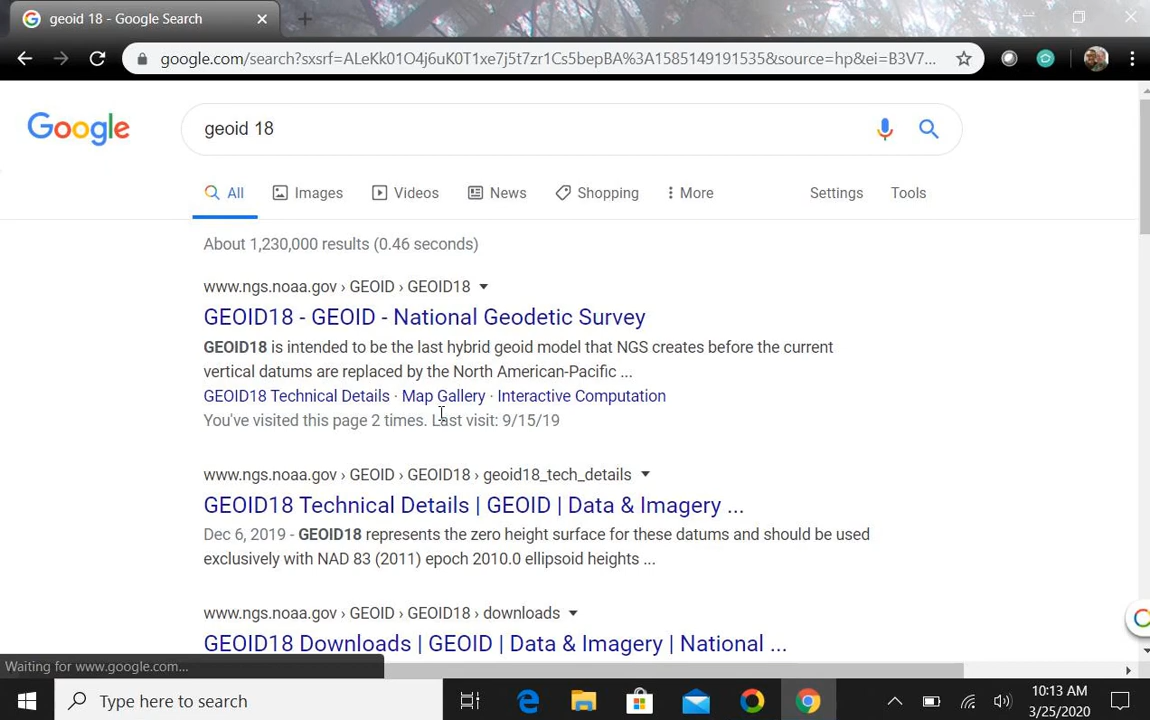 geoid 18 - Google Search
google.com/search?sxsrf=ALeKk01O4j6uK0T1xe7j5t7zr1Cs5bepBA%3A1585149191535&source=hp&ei=B3V7...
Google
geoid 18
All Images Videos News Shopping More Settings Tools
About 1,230,000 results (0.46 seconds)
www.ngs.noaa.gov › GEOID › GEOID18
GEOID18 - GEOID - National Geodetic Survey
GEOID18 is intended to be the last hybrid geoid model that NGS creates before the current
vertical datums are replaced by the North American-Pacific ...
GEOID18 Technical Details · Map Gallery · Interactive Computation
You've visited this page 2 times. Last visit: 9/15/19
www.ngs.noaa.gov › GEOID › GEOID18 › geoid18_tech_details
GEOID18 Technical Details | GEOID | Data & Imagery ...
Dec 6, 2019 - GEOID18 represents the zero height surface for these datums and should be used
exclusively with NAD 83 (2011) epoch 2010.0 ellipsoid heights ...
www.ngs.noaa.gov › GEOID › GEOID18 › downloads
GEOID18 Downloads | GEOID | Data & Imagery | National ...
Waiting for www.google.com...
Type here to search
10:13 AM
3/25/2020